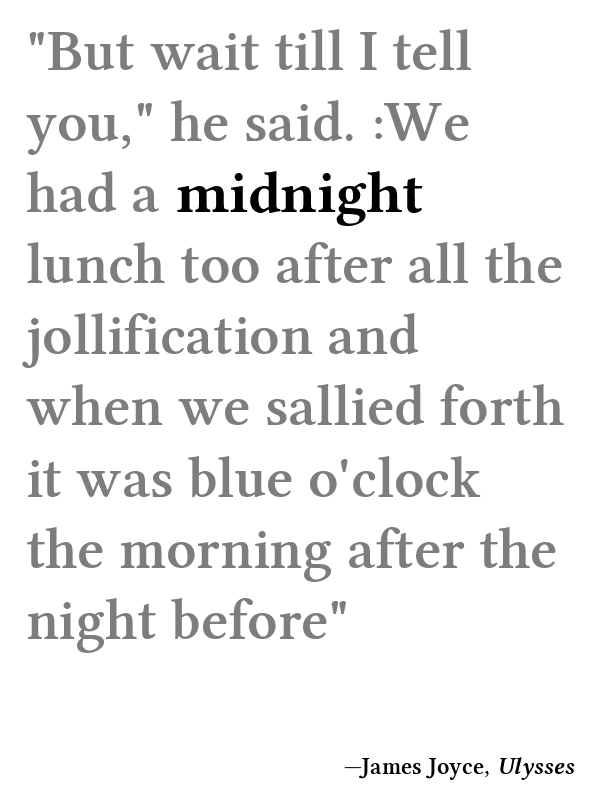 "But wait till I tell
you," he said. :We
had a midnight
lunch too after all the
jollification and
when we sallied forth
it was blue o'clock
the morning after the
night before"
—James Joyce, Ulysses